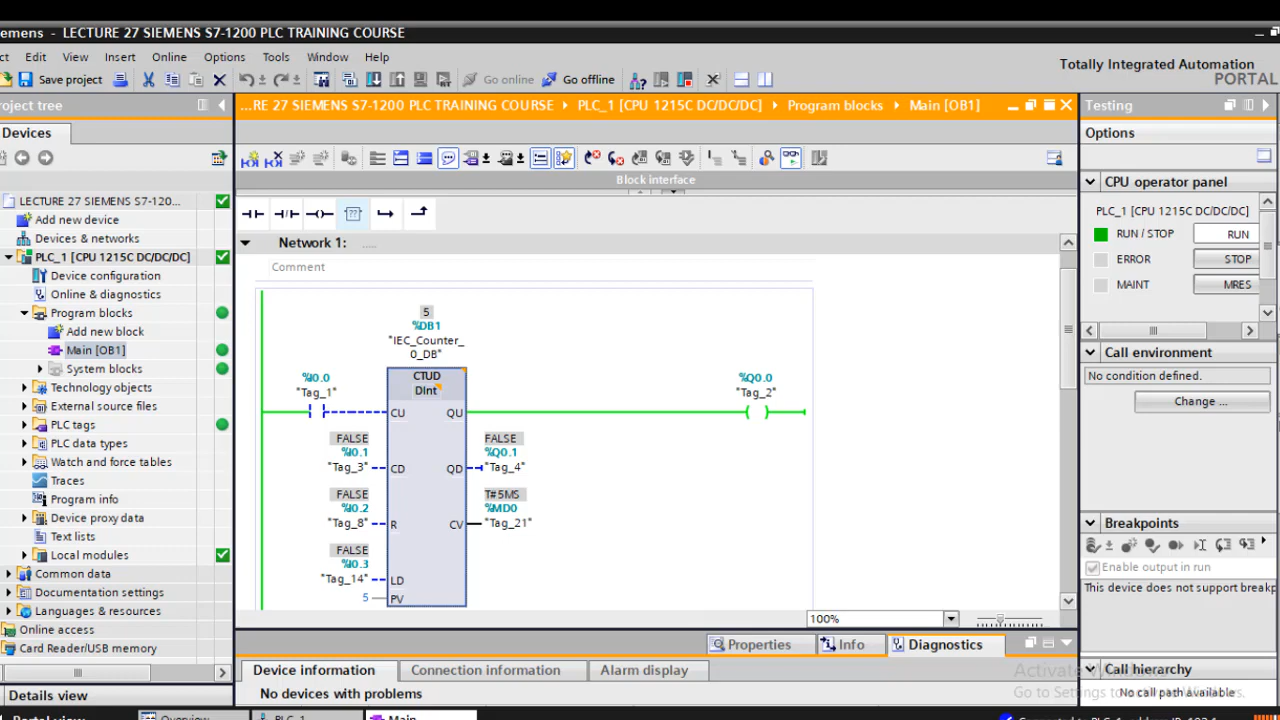 emens - LECTURE 27 SIEMENS S7-1200 PLC TRAINING COURSE
ct Edit View Insert Online Options Tools Window Help
Totally Integrated Automation
PORTAL
Save project Go online Go offline
roject tree
...RE 27 SIEMENS S7-1200 PLC TRAINING COURSE PLC_1 [CPU 1215C DC/DC/DC] Program blocks Main [OB1]
Testing
Devices
Options
Block interface
CPU operator panel
LECTURE 27 SIEMENS S7-120...
PLC_1 [CPU 1215C DC/DC/DC]
Add new device
RUN / STOP RUN
Devices & networks
Network 1: .....
PLC_1 [CPU 1215C DC/DC/DC]
ERROR STOP
Comment
Device configuration
MAINT MRES
Online & diagnostics
Program blocks
5
%DB1
Add new block
"IEC_Counter_
0_DB"
Main [OB1]
Call environment
System blocks
%I0.0
CTUD
%Q0.0
No condition defined.
Technology objects
"Tag_1"
DInt
"Tag_2"
Change ...
External source files
CU QU
PLC tags
PLC data types
FALSE
FALSE
%I0.1
%Q0.1
Watch and force tables
"Tag_3" CD QD "Tag_4"
Traces
FALSE
T#5MS
Program info
%I0.2
%MD0
Device proxy data
"Tag_8" R CV "Tag_21"
Breakpoints
Text lists
FALSE
Local modules
%I0.3
Enable output in run
Common data
"Tag_14" LD
This device does not support breakp
Documentation settings
5 PV
Languages & resources
100%
Online access
Properties Info Diagnostics
Card Reader/USB memory
Device information Connection information Alarm display
Activate Windows
Call hierarchy
Details view
No devices with problems
Go to Settings to activate Windows.
No call path available
Portal view Overview PLC_1 Main